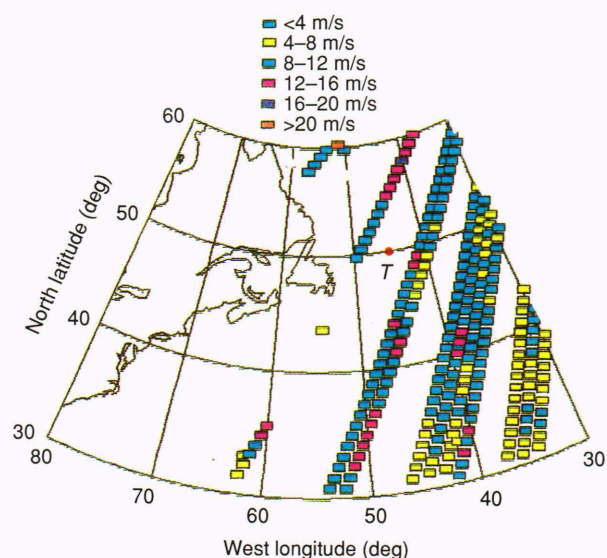 <4 m/s
4–8 m/s
8–12 m/s
12–16 m/s
16–20 m/s
>20 m/s
60
50
40
30
North latitude (deg)
T
80
70
60
50
40
30
West longitude (deg)